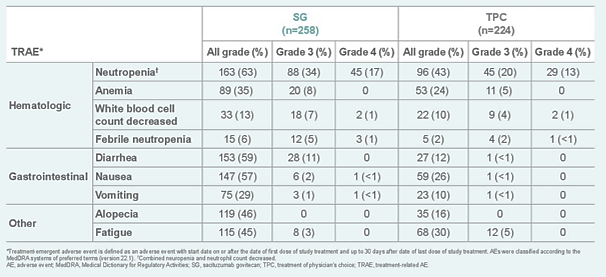 SG
(n=258)
TPC
(n=224)
TRAE*
All grade (%) Grade 3 (%) Grade 4 (%) All grade (%) Grade 3 (%) Grade 4 (%)
Hematologic
Neutropenia† 163 (63) 88 (34) 45 (17) 96 (43) 45 (20) 29 (13)
Anemia 89 (35) 20 (8) 0 53 (24) 11 (5) 0
White blood cell
count decreased 33 (13) 18 (7) 2 (1) 22 (10) 9 (4) 2 (1)
Febrile neutropenia 15 (6) 12 (5) 3 (1) 5 (2) 4 (2) 1 (<1)
Gastrointestinal
Diarrhea 153 (59) 28 (11) 0 27 (12) 1 (<1) 0
Nausea 147 (57) 6 (2) 1 (<1) 59 (26) 1 (<1) 0
Vomiting 75 (29) 3 (1) 1 (<1) 23 (10) 1 (<1) 0
Other
Alopecia 119 (46) 0 0 35 (16) 0 0
Fatigue 115 (45) 8 (3) 0 68 (30) 12 (5) 0
*Treatment emergent adverse event is defined as an adverse event with start date on or after the date of first dose of study treatment and up to 30 days after date of last dose of study treatment. AEs were classified according to the
MedDRA systems of preferred terms (version 22.1). †Combined neutropenia and neutrophil count decreased.
AE, adverse event; MedDRA, Medical Dictionary for Regulatory Activities; SG, sacituzumab govitecan; TPC, treatment of physician's choice; TRAE, treatment-related AE.